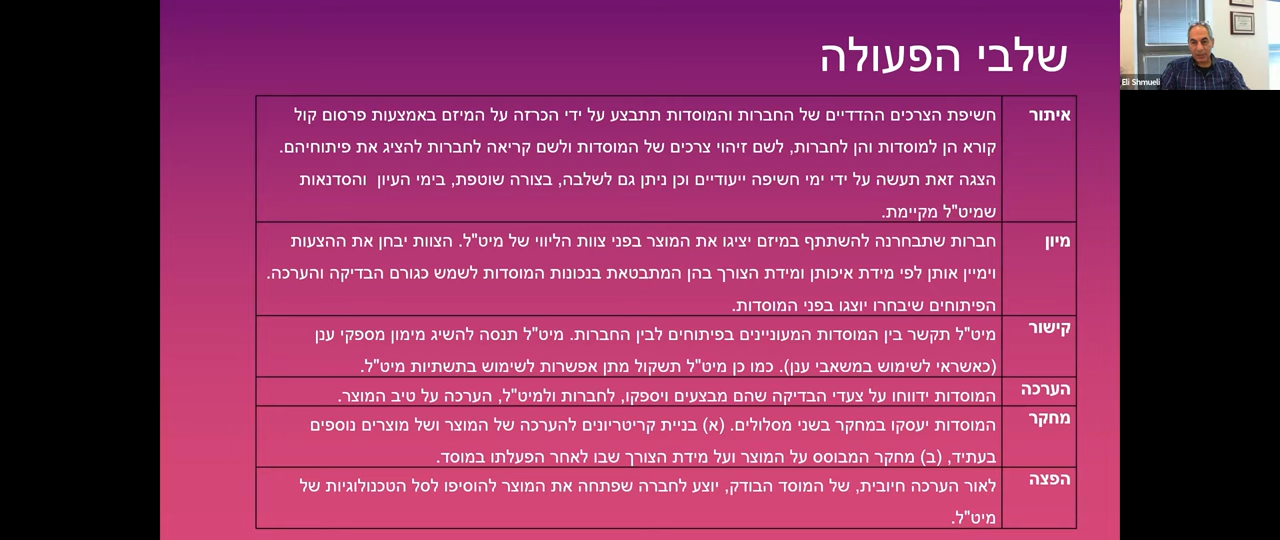 שלבי הפעולה
Eli Shmueli
איתור
חשיפת הצרכים ההדדיים של החברות והמוסדות תתבצע על ידי הכרזה על המיזם באמצעות פרסום קול
קורא הן למוסדות והן לחברות, לשם זיהוי צרכים של המוסדות ולשם קריאה לחברות להציג את פיתוחיהם.
הצגה זאת תעשה על ידי ימי חשיפה ייעודיים וכן ניתן גם לשלבה, בצורה שוטפת, בימי העיון והסדנאות
שמיט"ל מקיימת.
מיון
חברות שתבחרנה להשתתף במיזם יציגו את המוצר בפני צוות הליווי של מיט"ל. הצוות יבחן את ההצעות
וימיין אותן לפי מידת איכותן ומידת הצורך בהן המתבטאת בנכונות המוסדות לשמש כגורם הבדיקה והערכה.
הפיתוחים שיבחרו יוצגו בפני המוסדות.
קישור
מיט"ל תקשר בין המוסדות המעוניינים בפיתוחים לבין החברות. מיט"ל תנסה להשיג מימון מספקי ענן
(כאשראי לשימוש במשאבי ענן). כמו כן מיט"ל תשקול מתן אפשרות לשימוש בתשתיות מיט"ל.
הערכה
המוסדות ידווחו על צעדי הבדיקה שהם מבצעים ויספקו, לחברות ולמיט"ל, הערכה על טיב המוצר.
מחקר
המוסדות יעסקו במחקר בשני מסלולים. (א) בניית קריטריונים להערכה של המוצר ושל מוצרים נוספים
בעתיד, (ב) מחקר המבוסס על המוצר ועל מידת הצורך שבו לאחר הפעלתו במוסד.
הפצה
לאור הערכה חיובית, של המוסד הבודק, יוצע לחברה שפתחה את המוצר להוסיפו לסל הטכנולוגיות של
מיט"ל.